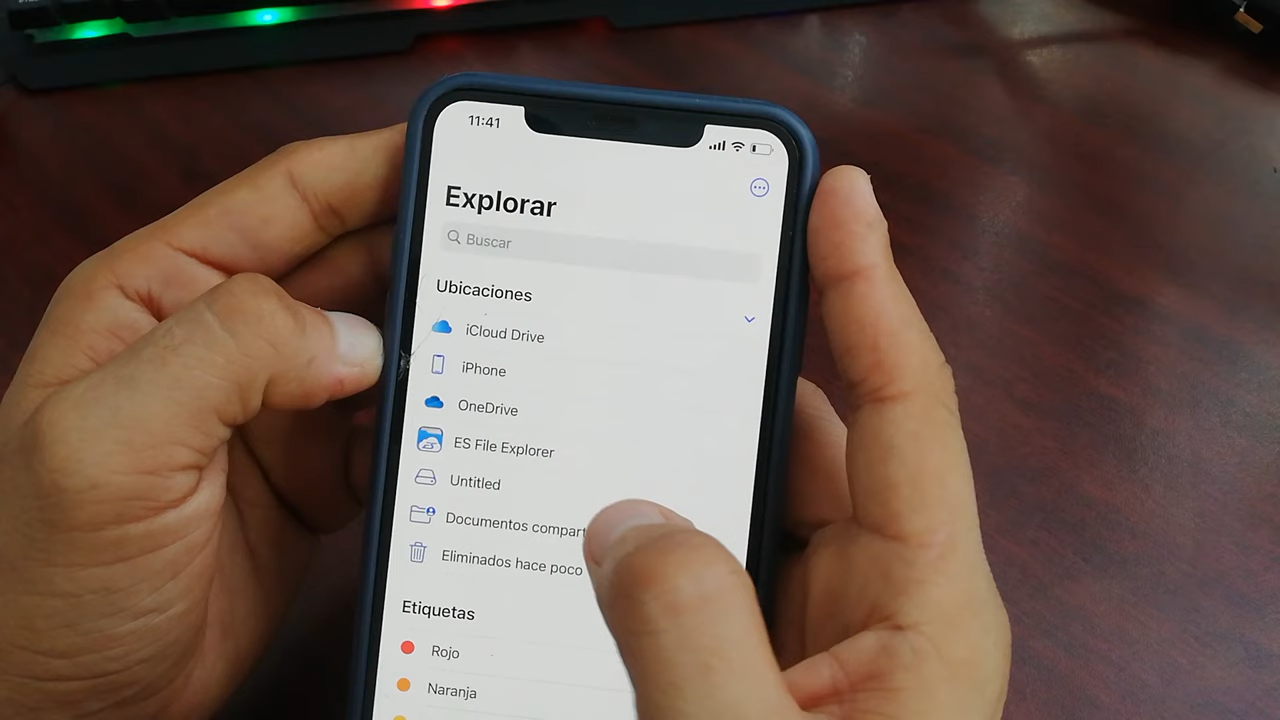 11:41
Explorar
Buscar
Ubicaciones
iCloud Drive
iPhone
OneDrive
ES File Explorer
Untitled
Documentos compart
Eliminados hace poco
Etiquetas
Rojo
Naranja